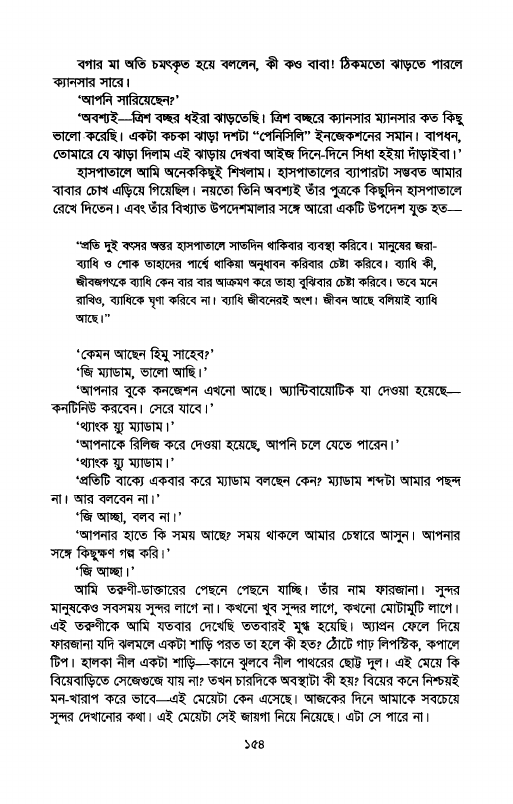 বগার মা অতি চমৎকৃত হয়ে বললেন, কী কও বাবা! ঠিকমতো ঝাড়তে পারলে
ক্যানসার সারে।
‘আপনি সারিয়েছেন?’
‘অবশ্যই—ত্রিশ বচ্ছর ধইরা ঝাড়তেছি। ত্রিশ বচ্ছরে ক্যানসার ম্যানসার কত কিছু
ভালো করেছি। একটা কচকা ঝাড়া দশটা “পেনিসিলি” ইনজেকশনের সমান। বাপধন,
তোমারে যে ঝাড়া দিলাম এই ঝাড়ায় দেখবা আইজ দিনে-দিনে সিধা হইয়া দাঁড়াইবা।’
হাসপাতালে আমি অনেককিছুই শিখলাম। হাসপাতালের ব্যাপারটা সম্ভবত আমার
বাবার চোখ এড়িয়ে গিয়েছিল। নয়তো তিনি অবশ্যই তাঁর পুত্রকে কিছুদিন হাসপাতালে
রেখে দিতেন। এবং তাঁর বিখ্যাত উপদেশমালার সঙ্গে আরো একটি উপদেশ যুক্ত হত—
“প্রতি দুই বৎসর অন্তর হাসপাতালে সাতদিন থাকিবার ব্যবস্থা করিবে। মানুষের জরা-
ব্যাধি ও শোক তাহাদের পার্শ্বে থাকিয়া অনুধাবন করিবার চেষ্টা করিবে। ব্যাধি কী,
জীবজগৎকে ব্যাধি কেন বার বার আক্রমণ করে তাহা বুঝিবার চেষ্টা করিবে। তবে মনে
রাখিও, ব্যাধিকে ঘৃণা করিবে না। ব্যাধি জীবনেরই অংশ। জীবন আছে বলিয়াই ব্যাধি
আছে।”
‘কেমন আছেন হিমু সাহেব?’
‘জি ম্যাডাম, ভালো আছি।’
‘আপনার বুকে কনজেশন এখনো আছে। অ্যান্টিবায়োটিক যা দেওয়া হয়েছে—
কনটিনিউ করবেন। সেরে যাবে।’
‘থ্যাংক য়্যু ম্যাডাম।’
‘আপনাকে রিলিজ করে দেওয়া হয়েছে, আপনি চলে যেতে পারেন।’
‘থ্যাংক য়্যু ম্যাডাম।’
‘প্রতিটি বাক্যে একবার করে ম্যাডাম বলছেন কেন? ম্যাডাম শব্দটা আমার পছন্দ
না। আর বলবেন না।’
‘জি আচ্ছা, বলব না।’
‘আপনার হাতে কি সময় আছে? সময় থাকলে আমার চেম্বারে আসুন। আপনার
সঙ্গে কিছুক্ষণ গল্প করি।’
‘জি আচ্ছা।’
আমি তরুণী-ডাক্তারের পেছনে পেছনে যাচ্ছি। তাঁর নাম ফারজানা। সুন্দর
মানুষকেও সবসময় সুন্দর লাগে না। কখনো খুব সুন্দর লাগে, কখনো মোটামুটি লাগে।
এই তরুণীকে আমি যতবার দেখেছি ততবারই মুগ্ধ হয়েছি। অ্যাপ্রন ফেলে দিয়ে
ফারজানা যদি ঝলমলে একটা শাড়ি পরত তা হলে কী হত? ঠোঁটে গাঢ় লিপস্টিক, কপালে
টিপ। হালকা নীল একটা শাড়ি—কানে ঝুলবে নীল পাথরের ছোট্ট দুল। এই মেয়ে কি
বিয়েবাড়িতে সেজেগুজে যায় না? তখন চারদিকে অবস্থাটা কী হয়? বিয়ের কনে নিশ্চয়ই
মন-খারাপ করে ভাবে—এই মেয়েটা কেন এসেছে। আজকের দিনে আমাকে সবচেয়ে
সুন্দর দেখানোর কথা। এই মেয়েটা সেই জায়গা নিয়ে নিয়েছে। এটা সে পারে না।
১৫৪